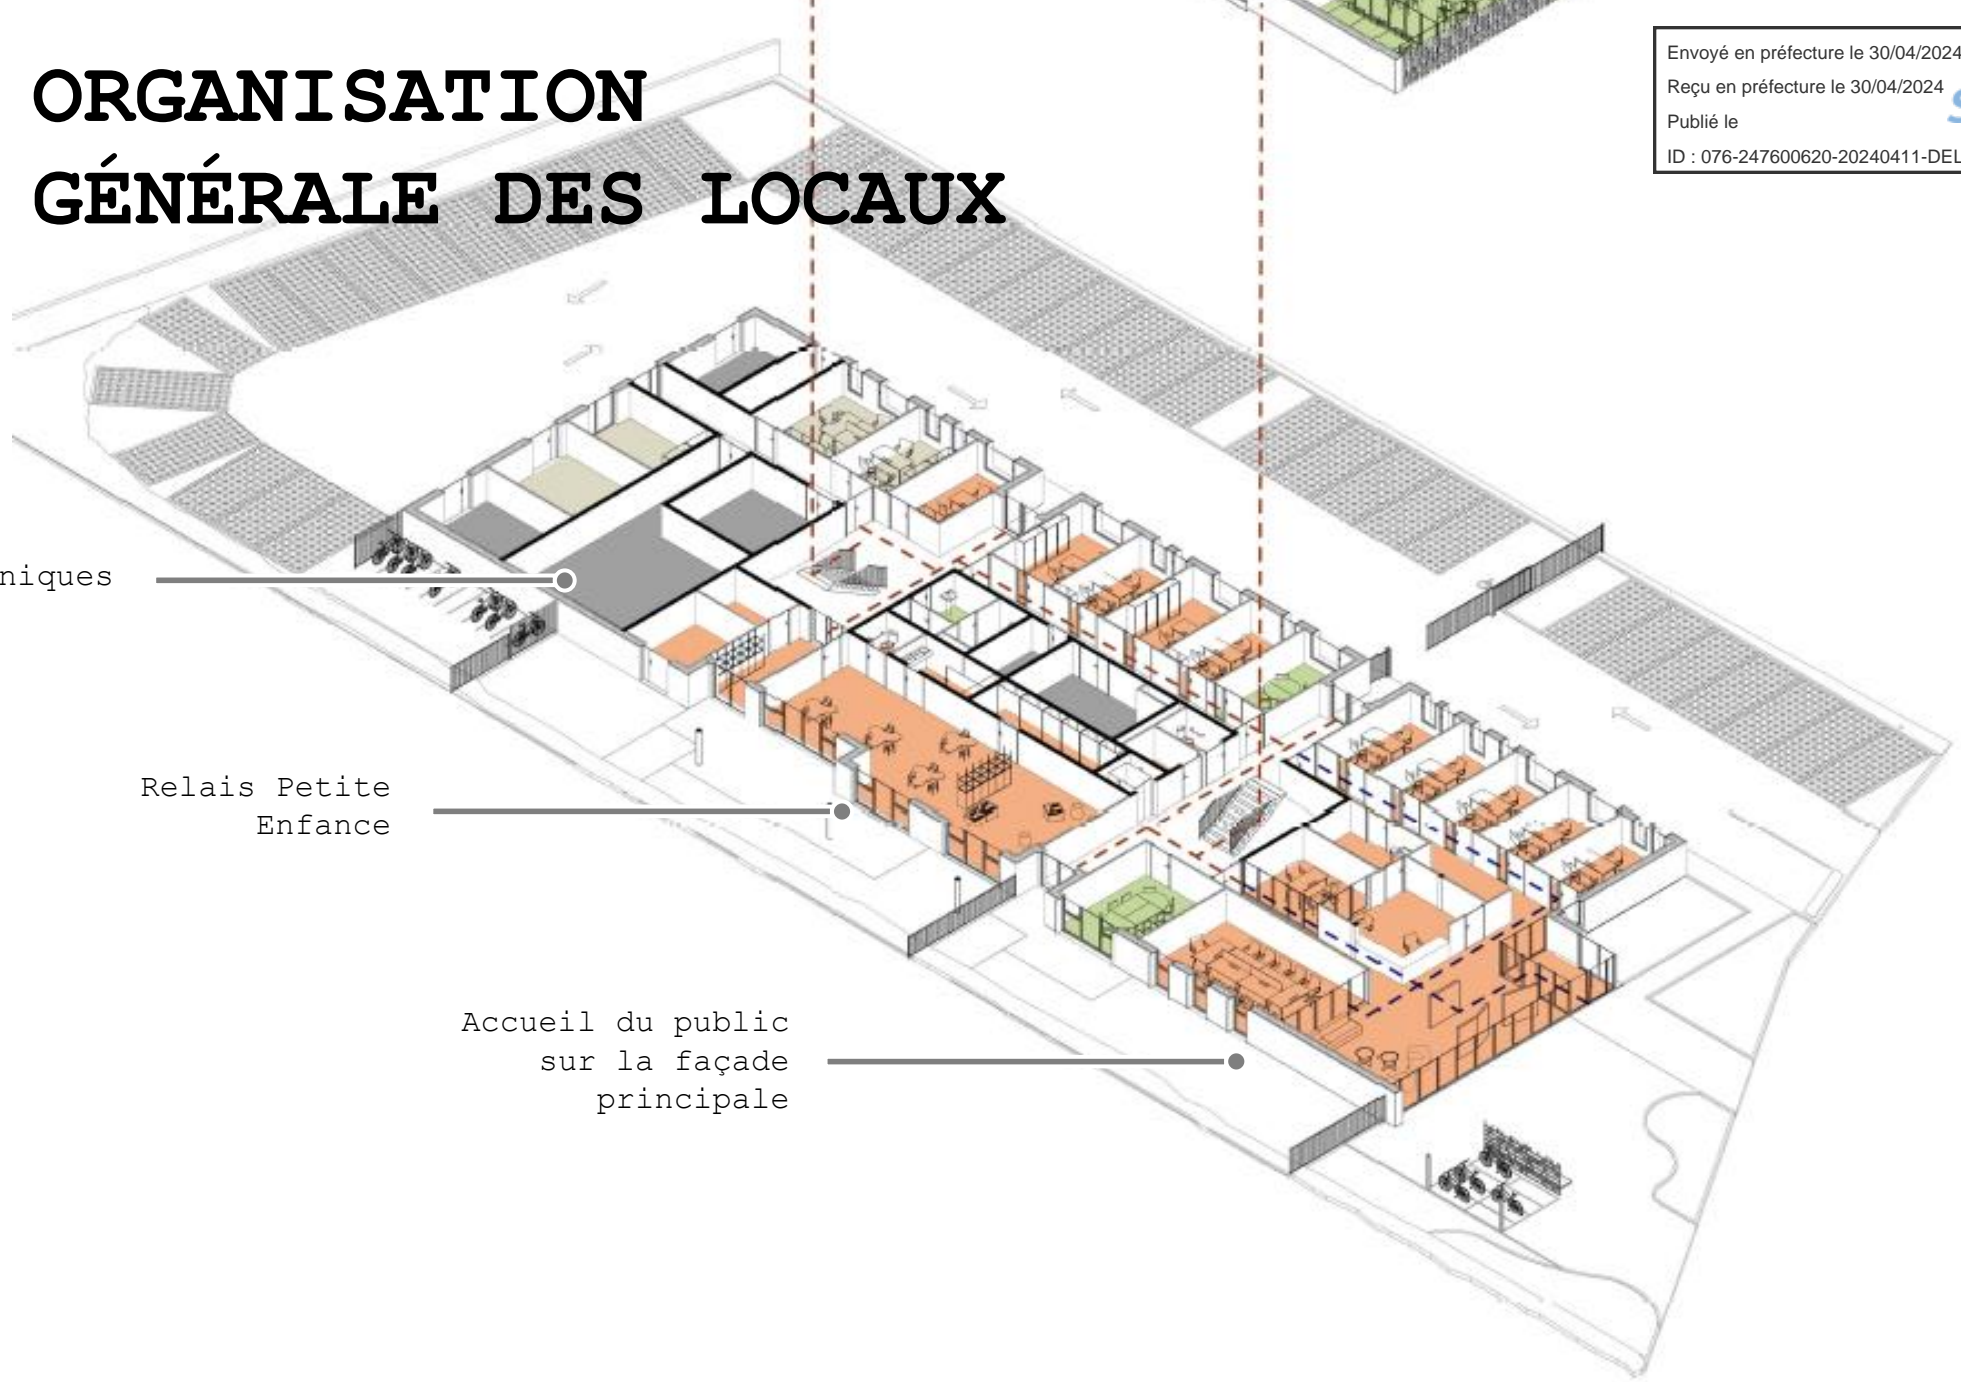 ORGANISATION
GÉNÉRALE DES LOCAUX
Envoyé en préfecture le 30/04/2024
Reçu en préfecture le 30/04/2024
Publié le
ID : 076-247600620-20240411-DEL
niques
Relais Petite
Enfance
Accueil du public
sur la façade
principale